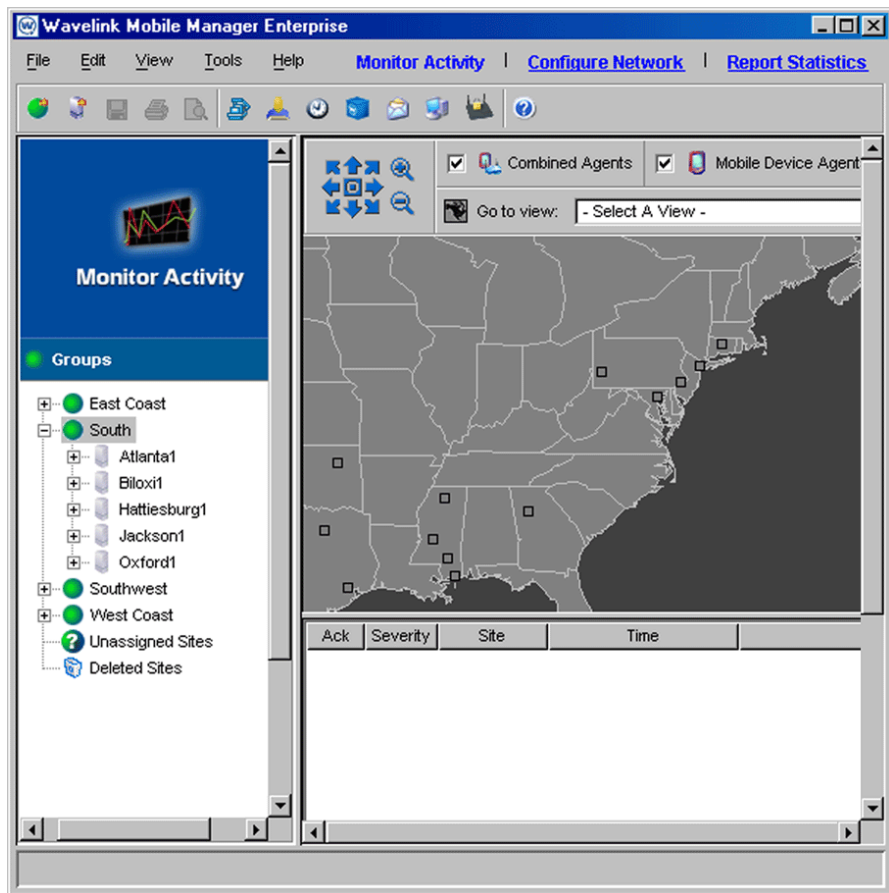 Wavelink Mobile Manager Enterprise
File Edit View Tools Help Monitor Activity | Configure Network | Report Statistics
Combined Agents Mobile Device Agent
Go to view: - Select A View -
Monitor Activity
Groups
East Coast
South
Atlanta1
Biloxi1
Hattiesburg1
Jackson1
Oxford1
Southwest
West Coast
Unassigned Sites
Deleted Sites
Ack Severity Site Time